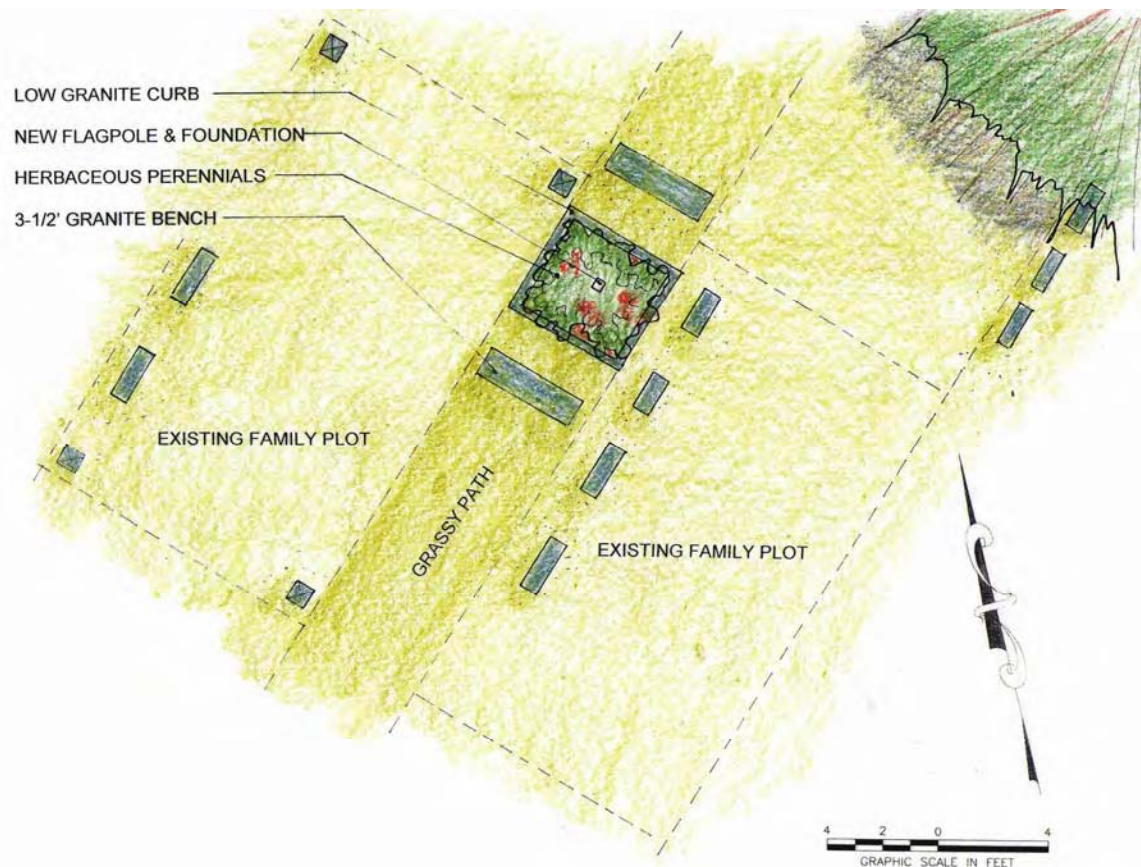 LOW GRANITE CURB
NEW FLAGPOLE & FOUNDATION
HERBACEOUS PERENNIALS
3-1/2' GRANITE BENCH
EXISTING FAMILY PLOT
GRASSY PATH
EXISTING FAMILY PLOT
4 2 0 4
GRAPHIC SCALE IN FEET